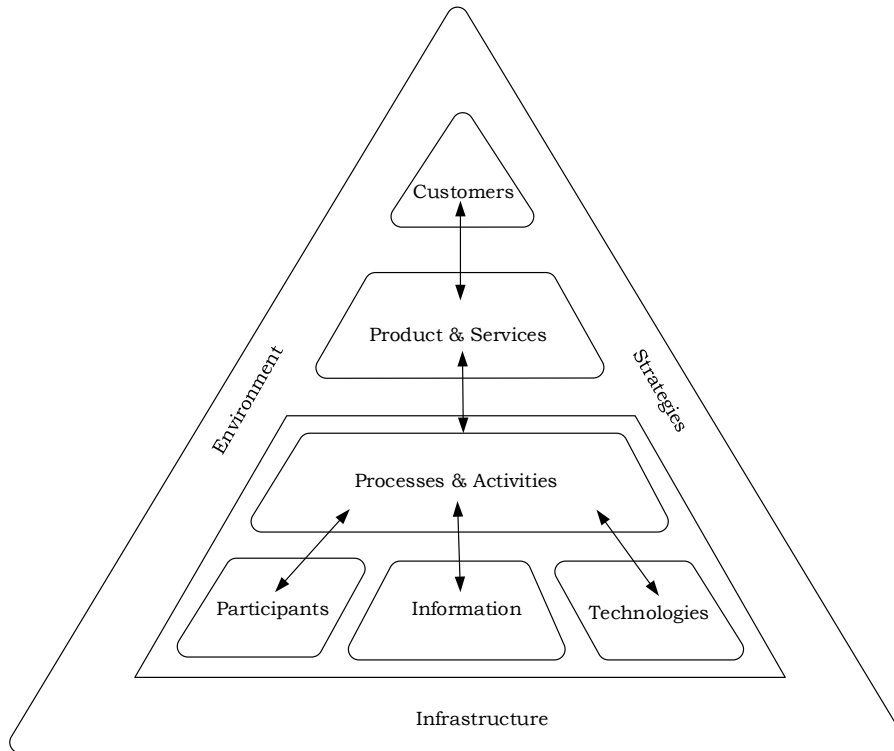 Customers
Product & Services
Environment
Strategies
Processes & Activities
Participants
Information
Technologies
Infrastructure